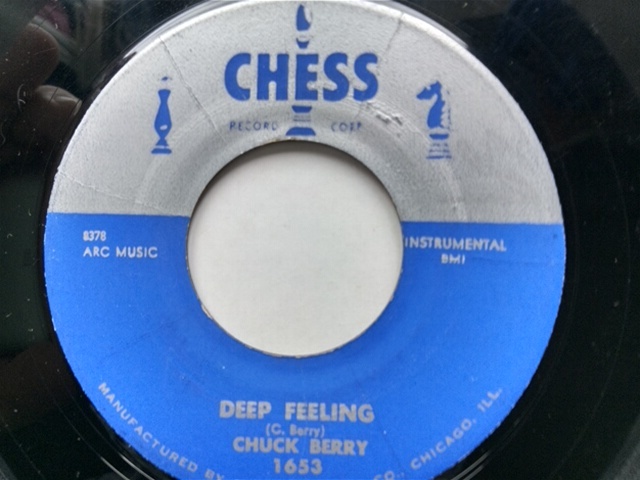 CHESS
RECORD CORP
8378
ARC MUSIC
INSTRUMENTAL
BMI
DEEP FEELING
(C. Berry)
CHUCK BERRY
1653
MANUFACTURED BY CO., CHICAGO, ILL.